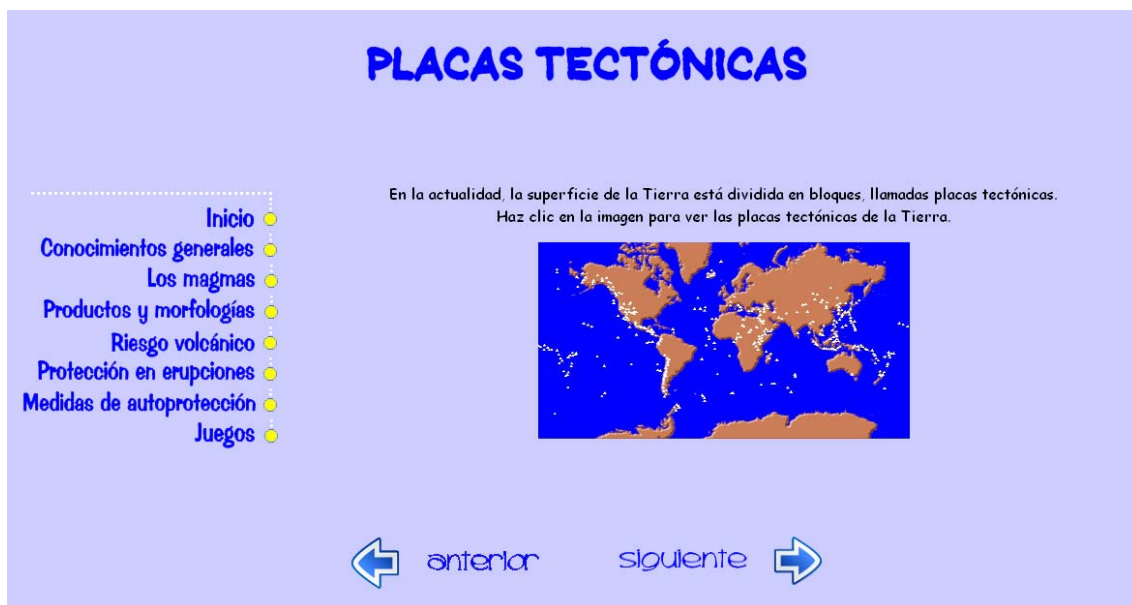 PLACAS TECTÓNICAS
En la actualidad, la superficie de la Tierra está dividida en bloques, llamadas placas tectónicas.
Haz clic en la imagen para ver las placas tectónicas de la Tierra.
Inicio
Conocimientos generales
Los magmas
Productos y morfologías
Riesgo volcánico
Protección en erupciones
Medidas de autoprotección
Juegos
anterior
siguiente